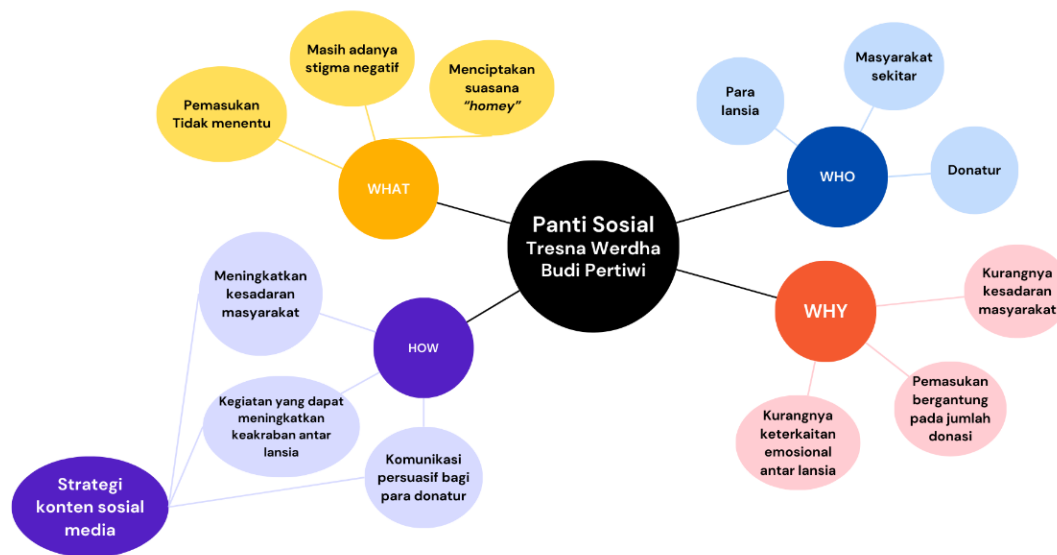 Panti Sosial
Tresna Werdha
Budi Pertiwi
WHAT
Pemasukan
Tidak menentu
Masih adanya
stigma negatif
Menciptakan
suasana
“homey”
WHO
Para
lansia
Masyarakat
sekitar
Donatur
WHY
Kurangnya
kesadaran
masyarakat
Pemasukan
bergantung
pada jumlah
donasi
Kurangnya
keterkaitan
emosional
antar lansia
HOW
Meningkatkan
kesadaran
masyarakat
Kegiatan yang dapat
meningkatkan
keakraban antar
lansia
Komunikasi
persuasif bagi
para donatur
Strategi
konten sosial
media